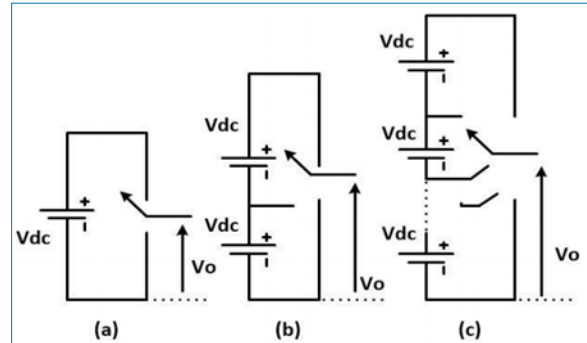 Vdc
+
-
Vo
(a)
Vdc
+
-
Vdc
+
-
Vo
(b)
Vdc
+
-
Vdc
+
-
Vdc
+
-
Vo
(c)